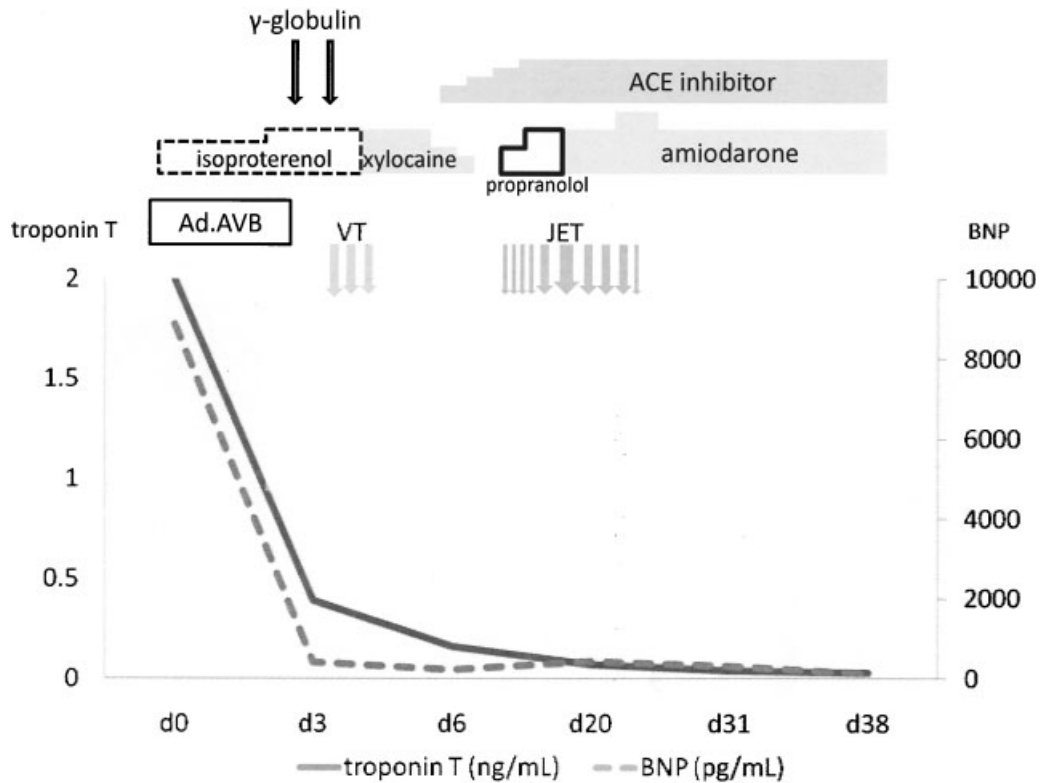 γ-globulin
ACE inhibitor
isoproterenol
xylocaine
amiodarone
propranolol
Ad.AVB
troponin T
VT
JET
BNP
2
10000
8000
1.5
6000
1
4000
0.5
2000
0
0
d0 d3 d6 d20 d31 d38
troponin T (ng/mL) BNP (pg/mL)